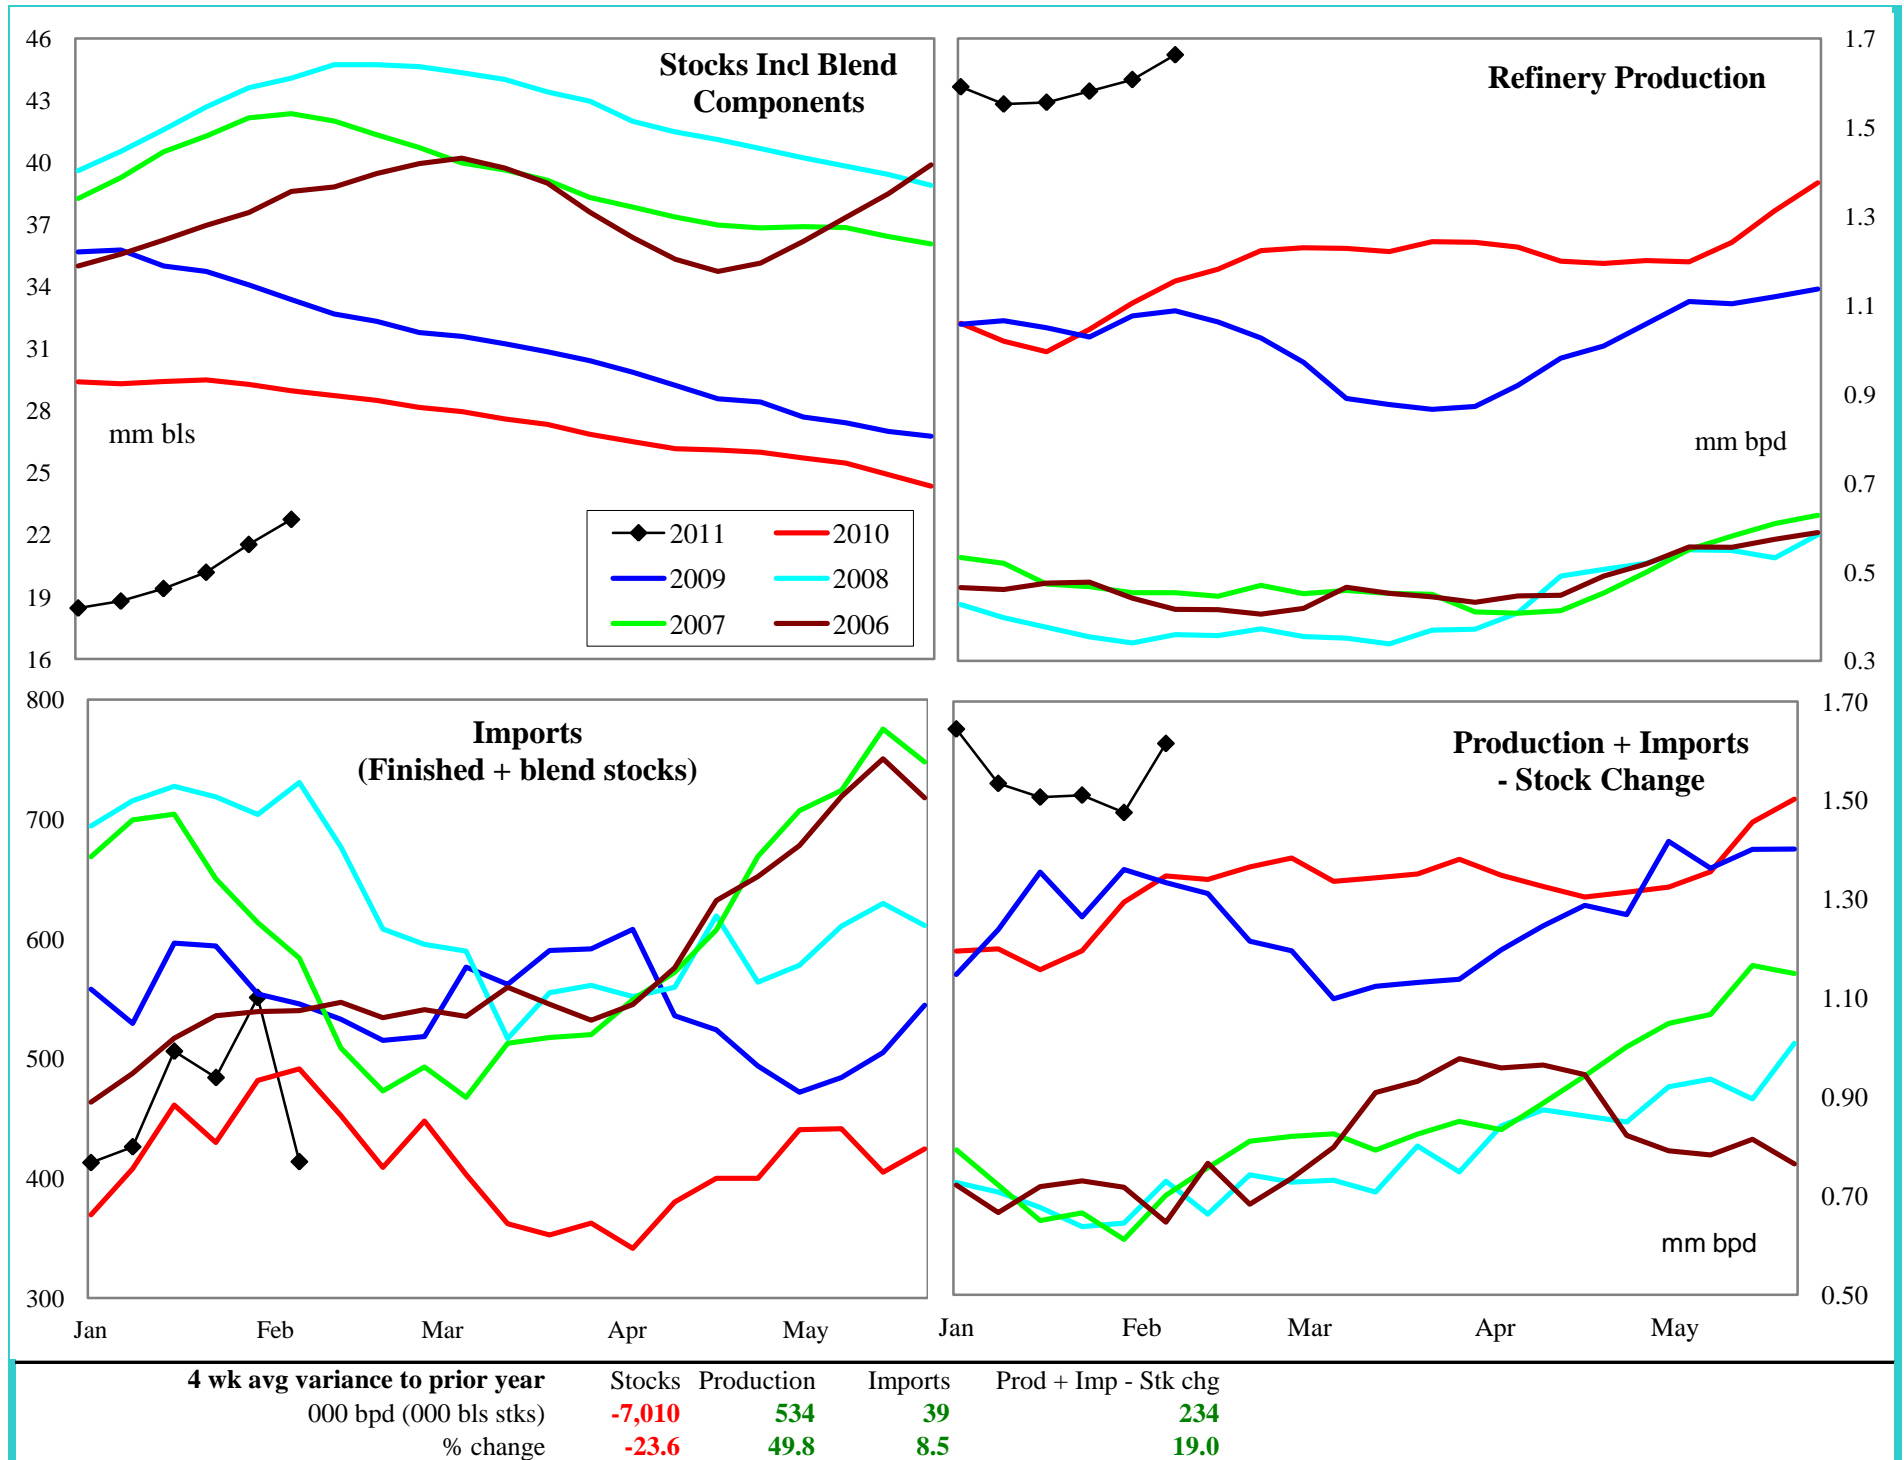 Stocks Incl Blend
Components
46
43
40
37
34
31
28
25
22
19
16
mm bls
2011 2010
2009 2008
2007 2006
Refinery Production
1.7
1.5
1.3
1.1
0.9
0.7
0.5
0.3
mm bpd
Imports
(Finished + blend stocks)
800
700
600
500
400
300
Jan Feb Mar Apr May
Production + Imports
- Stock Change
1.70
1.50
1.30
1.10
0.90
0.70
0.50
mm bpd
Jan Feb Mar Apr May
4 wk avg variance to prior year Stocks Production Imports Prod + Imp - Stk chg
000 bpd (000 bls stks) -7,010 534 39 234
% change -23.6 49.8 8.5 19.0